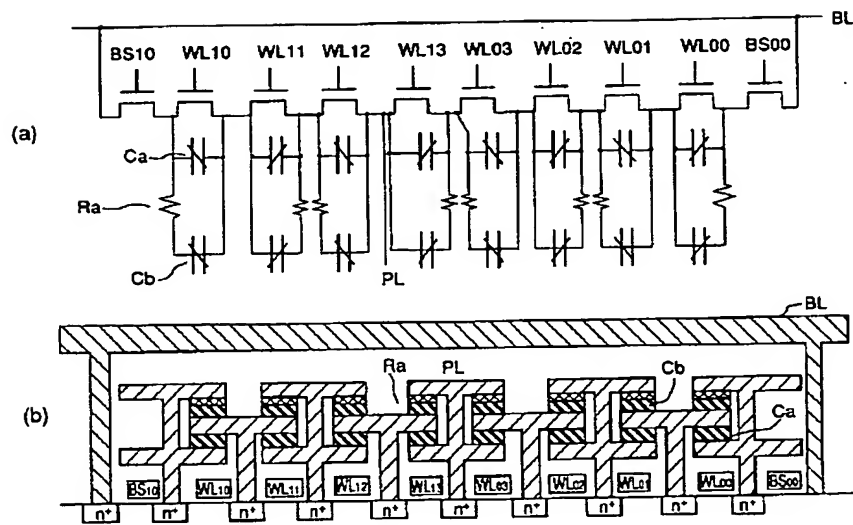 BL
BS10 WL10 WL11 WL12 WL13 WL03 WL02 WL01 WL00 BS00
(a)
Ca
Ra
Cb
PL
BL
Ra PL Cb
(b)
Ca
BS10 WL10 WL11 WL12 WL13 WL03 WL02 WL01 WL00 BS00
n+ n+ n+ n+ n+ n+ n+ n+ n+ n+